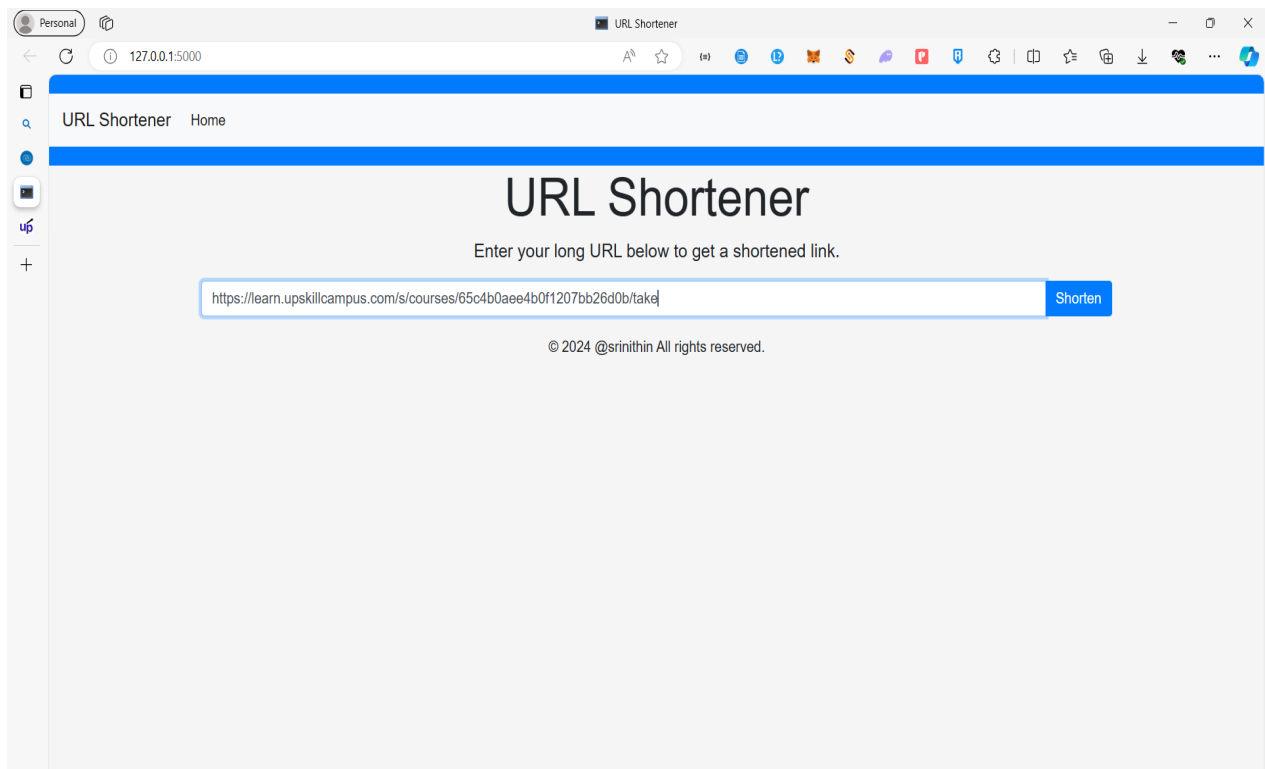 Personal
URL Shortener
127.0.0.1:5000
URL Shortener Home
URL Shortener
Enter your long URL below to get a shortened link.
https://learn.upskillcampus.com/s/courses/65c4b0aee4b0f1207bb26d0b/take
Shorten
© 2024 @srinithin All rights reserved.
up